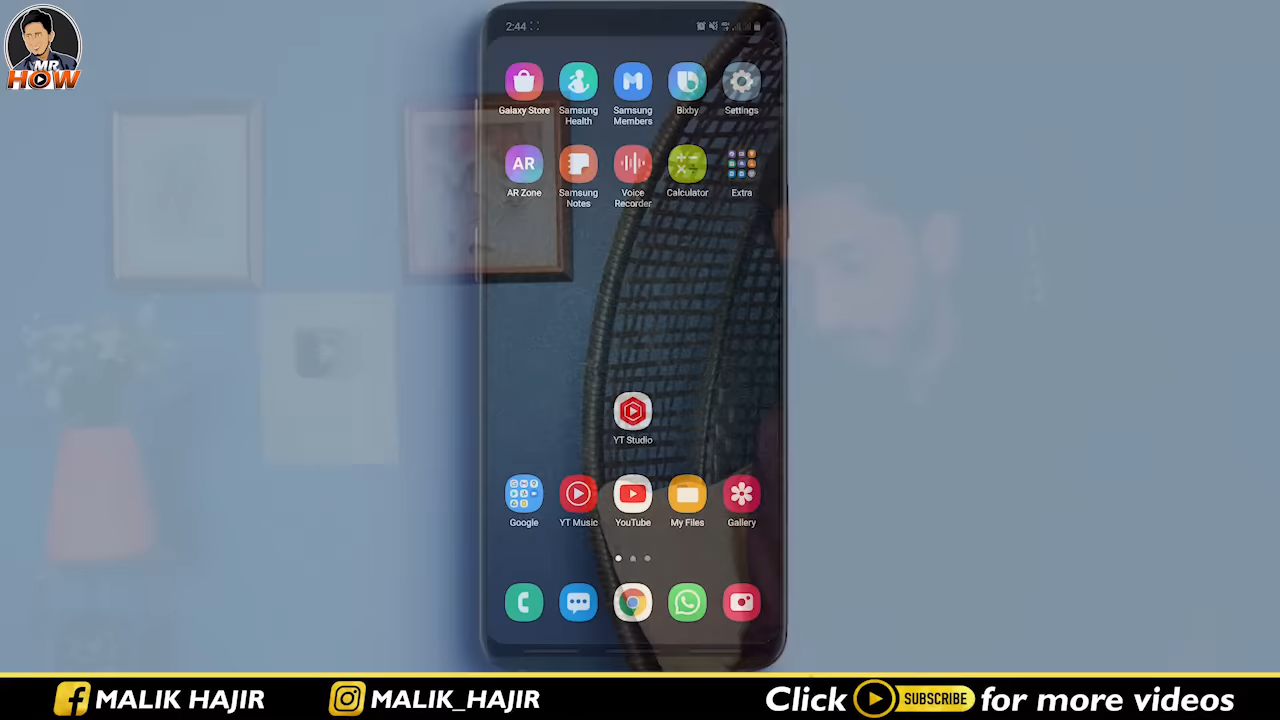 MR
HOW
2:44
Galaxy Store
Samsung Health
Samsung Members
Bixby
Settings
AR
AR Zone
Samsung Notes
Voice Recorder
Calculator
Extra
YT Studio
Google
YT Music
YouTube
My Files
Gallery
MALIK HAJIR
MALIK_HAJIR
Click SUBSCRIBE for more videos